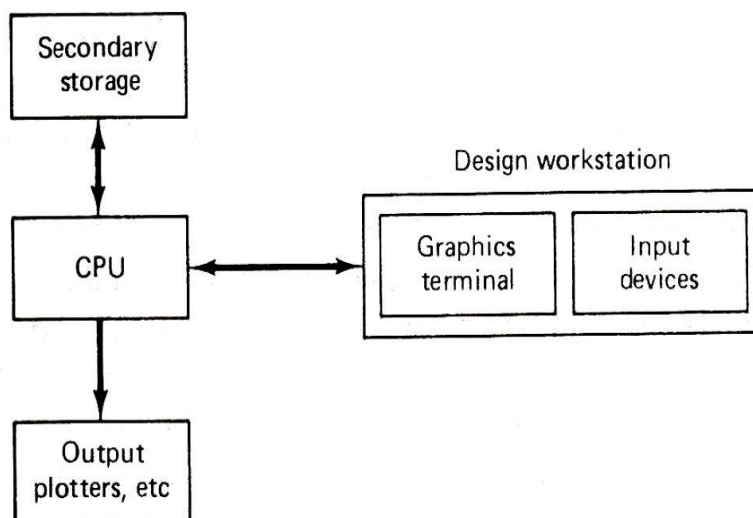 Secondary
storage
Design workstation
CPU
Graphics
terminal
Input
devices
Output
plotters, etc